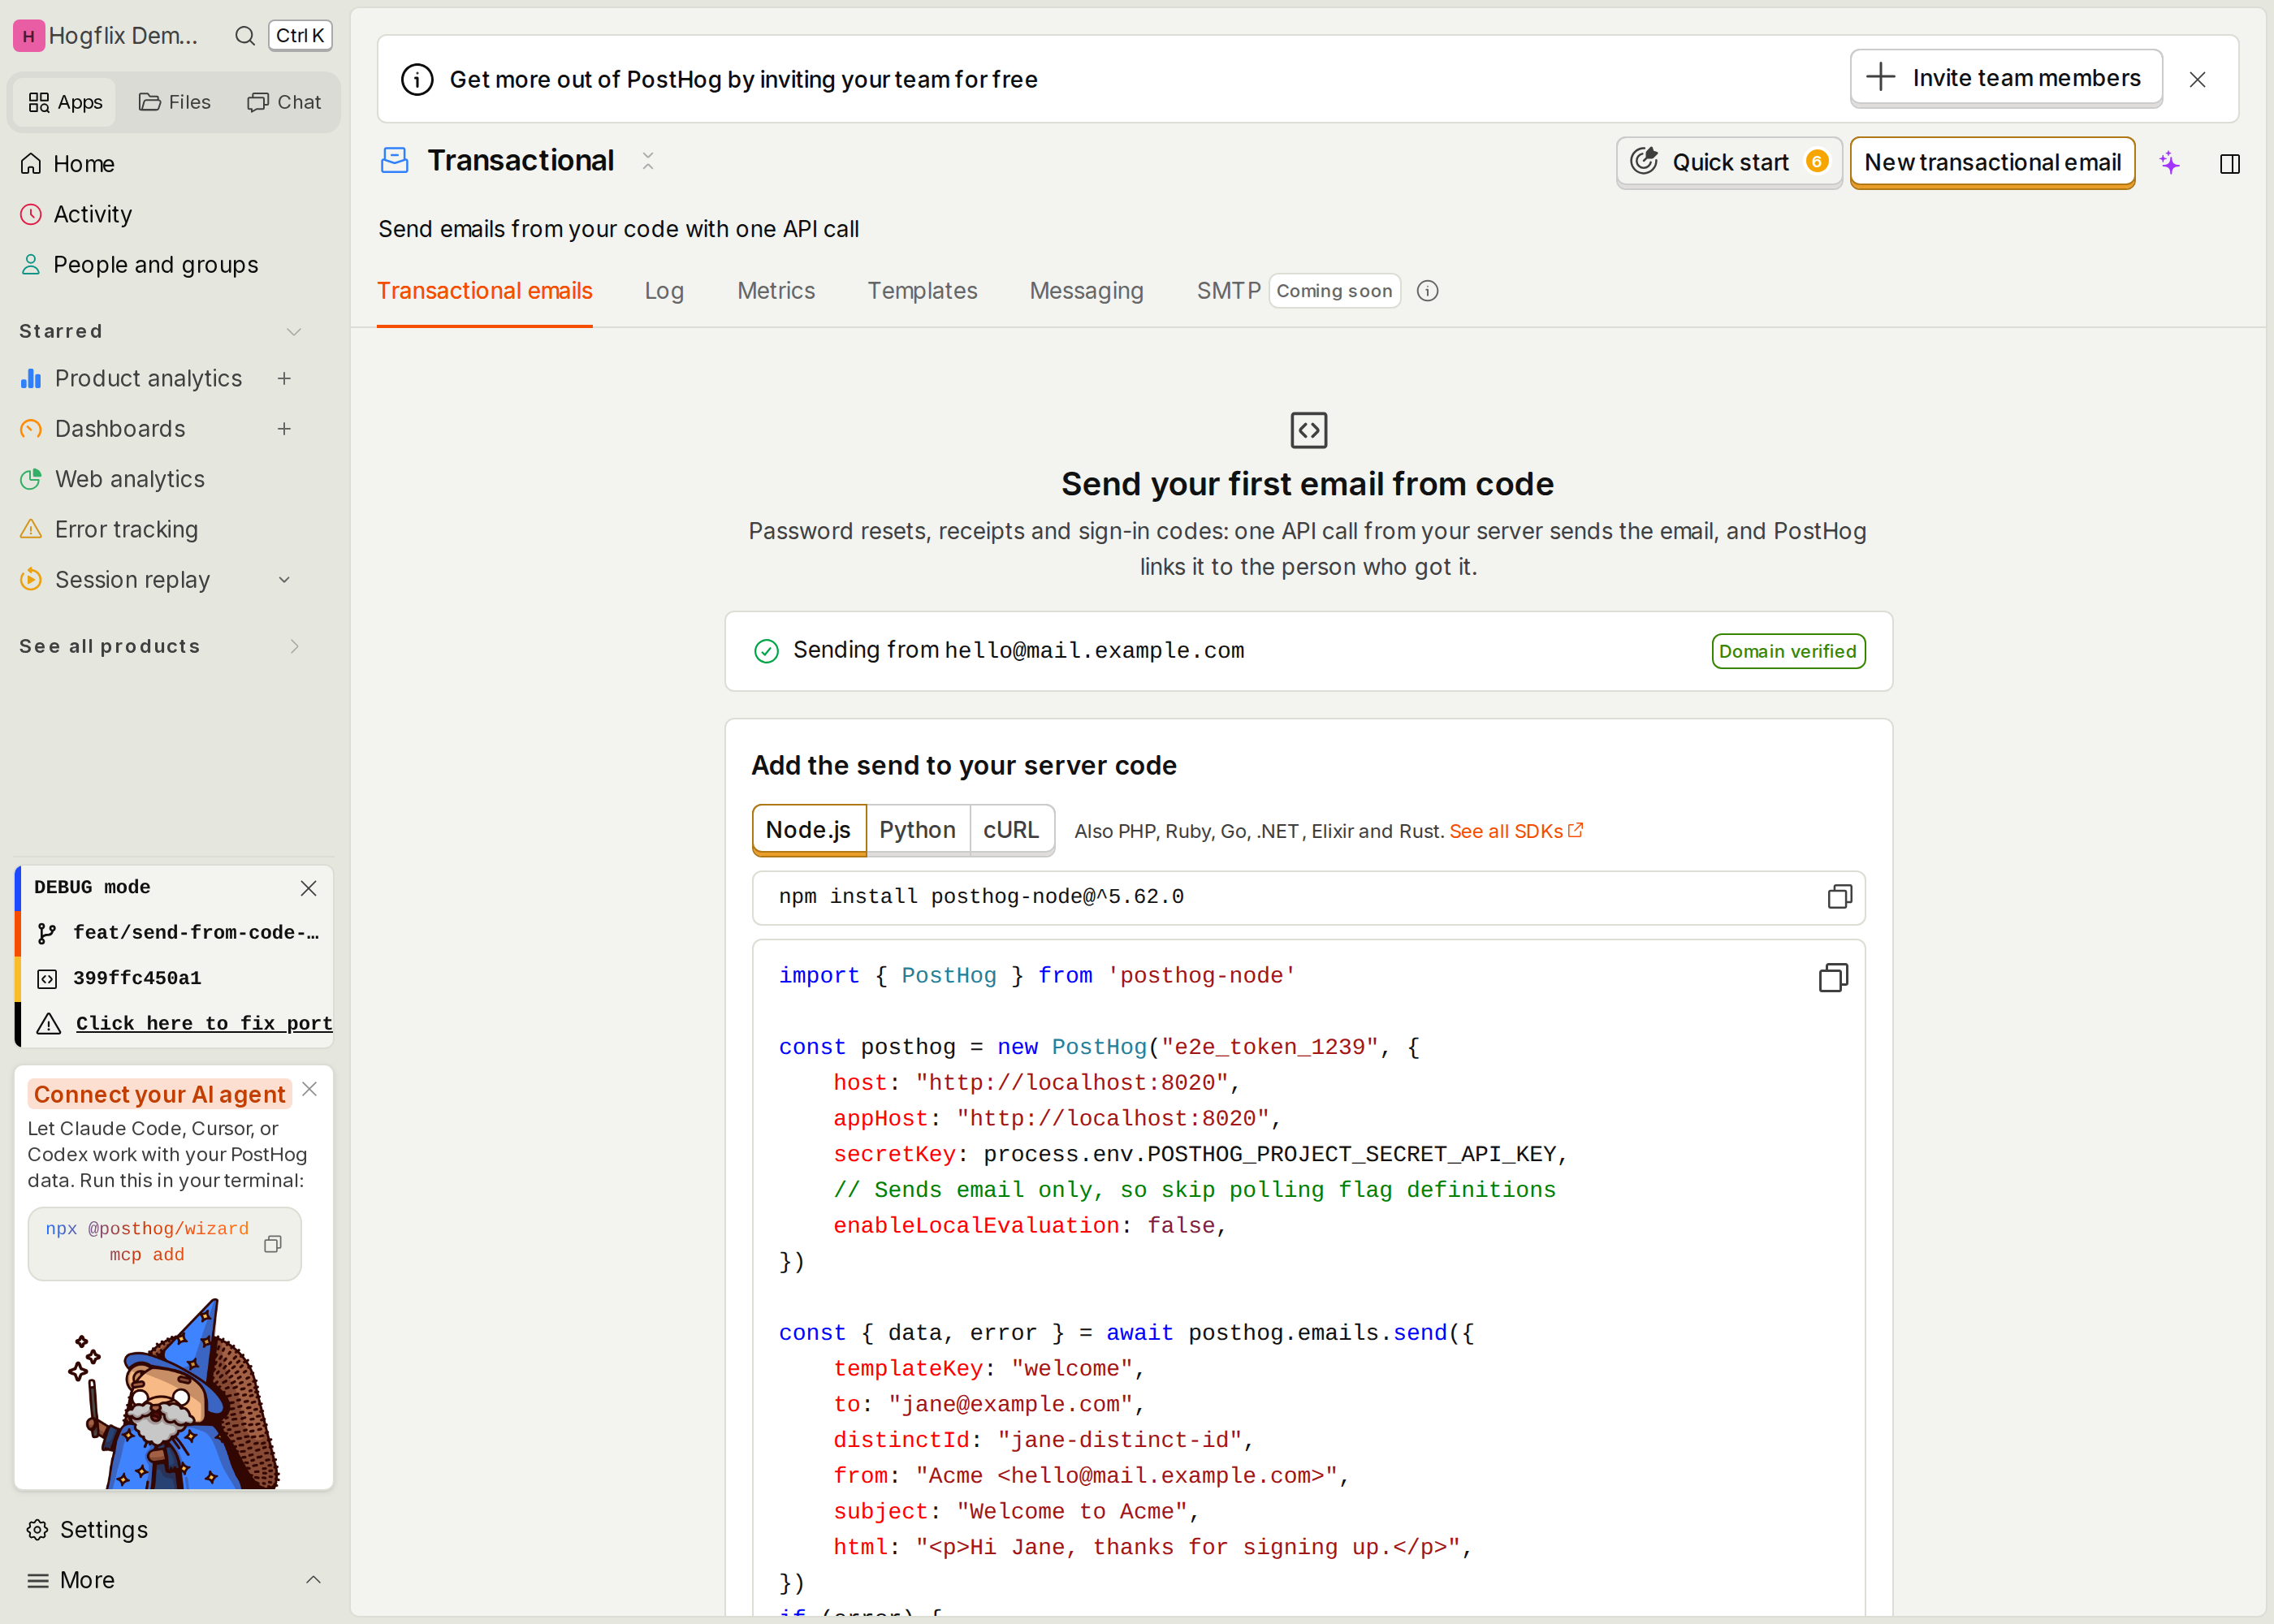 H Hogflix Dem... Ctrl K
Apps Files Chat
Home
Activity
People and groups
Starred
Product analytics
Dashboards
Web analytics
Error tracking
Session replay
See all products
DEBUG mode
feat/send-from-code-…
399ffc450a1
Click here to fix port
Connect your AI agent
Let Claude Code, Cursor, or
Codex work with your PostHog
data. Run this in your terminal:
npx @posthog/wizard
mcp add
Settings
More
Get more out of PostHog by inviting your team for free
Invite team members
Transactional
Quick start 6
New transactional email
Send emails from your code with one API call
Transactional emails Log Metrics Templates Messaging SMTP Coming soon
Send your first email from code
Password resets, receipts and sign-in codes: one API call from your server sends the email, and PostHog
links it to the person who got it.
Sending from hello@mail.example.com
Domain verified
Add the send to your server code
Node.js Python cURL Also PHP, Ruby, Go, .NET, Elixir and Rust. See all SDKs
npm install posthog-node@^5.62.0
import { PostHog } from 'posthog-node'
const posthog = new PostHog("e2e_token_1239", {
host: "http://localhost:8020",
appHost: "http://localhost:8020",
secretKey: process.env.POSTHOG_PROJECT_SECRET_API_KEY,
// Sends email only, so skip polling flag definitions
enableLocalEvaluation: false,
})
const { data, error } = await posthog.emails.send({
templateKey: "welcome",
to: "jane@example.com",
distinctId: "jane-distinct-id",
from: "Acme <hello@mail.example.com>",
subject: "Welcome to Acme",
html: "<p>Hi Jane, thanks for signing up.</p>",
})
if (error) {